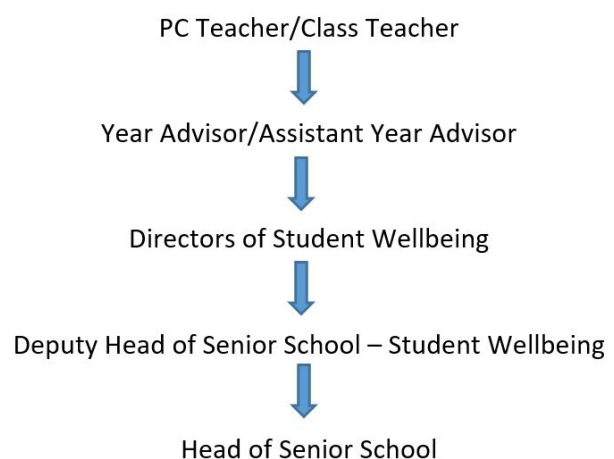 PC Teacher/Class Teacher
Year Advisor/Assistant Year Advisor
Directors of Student Wellbeing
Deputy Head of Senior School – Student Wellbeing
Head of Senior School